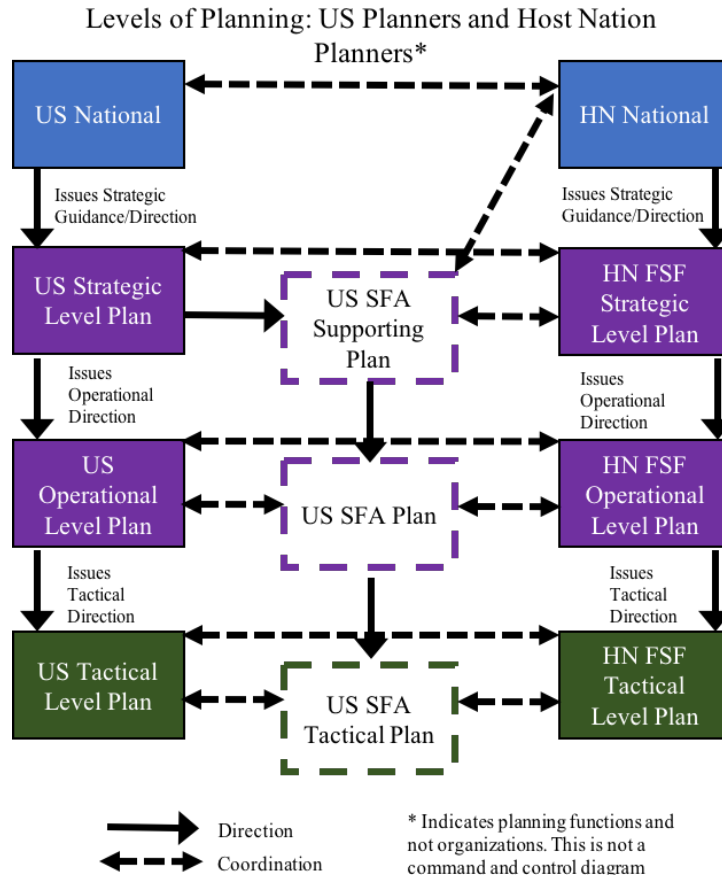 Levels of Planning: US Planners and Host Nation
Planners*
US National
HN National
Issues Strategic
Guidance/Direction
Issues Strategic
Guidance/Direction
US Strategic
Level Plan
US SFA
Supporting
Plan
HN FSF
Strategic
Level Plan
Issues
Operational
Direction
Issues
Operational
Direction
US
Operational
Level Plan
US SFA Plan
HN FSF
Operational
Level Plan
Issues
Tactical
Direction
Issues
Tactical
Direction
US Tactical
Level Plan
US SFA
Tactical Plan
HN FSF
Tactical
Level Plan
Direction
Coordination
* Indicates planning functions and
not organizations. This is not a
command and control diagram